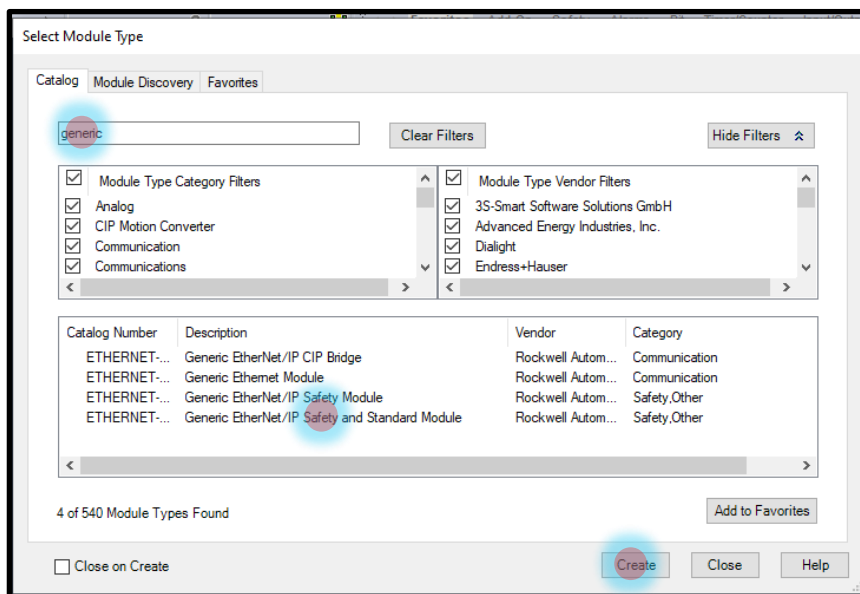 Select Module Type
Catalog Module Discovery Favorites
generic Clear Filters Hide Filters
Module Type Category Filters Module Type Vendor Filters
Analog 3S-Smart Software Solutions GmbH
CIP Motion Converter Advanced Energy Industries, Inc.
Communication Dialight
Communications Endress+Hauser
Catalog Number Description Vendor Category
ETHERNET-... Generic EtherNet/IP CIP Bridge Rockwell Autom... Communication
ETHERNET-... Generic Ethernet Module Rockwell Autom... Communication
ETHERNET-... Generic EtherNet/IP Safety Module Rockwell Autom... Safety,Other
ETHERNET-... Generic EtherNet/IP Safety and Standard Module Rockwell Autom... Safety,Other
4 of 540 Module Types Found Add to Favorites
Close on Create Create Close Help